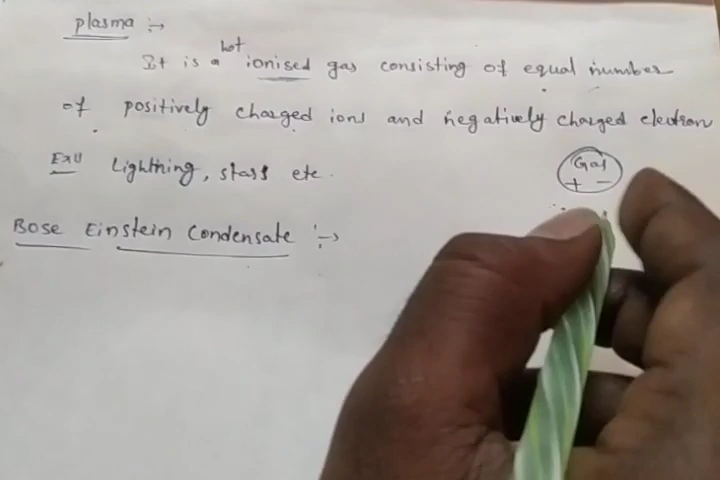 plasma :→
It is a hot ionised gas consisting of equal number
of positively charged ions and negatively charged electron
Ex:// Lightning, stars etc.
Gas
+ −
Bose Einstein Condensate :→